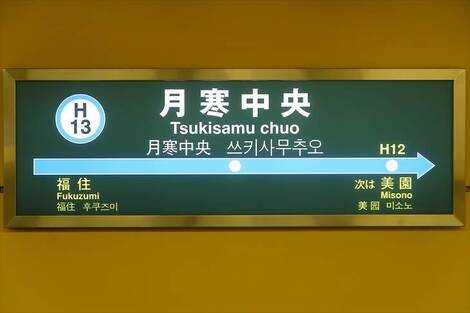 H
13
月寒中央
Tsukisamu chuo
月寒中央 쓰키사무추오
H12
福住
Fukuzumi
福住 후쿠즈미
次は 美園
Misono
美园 미소노